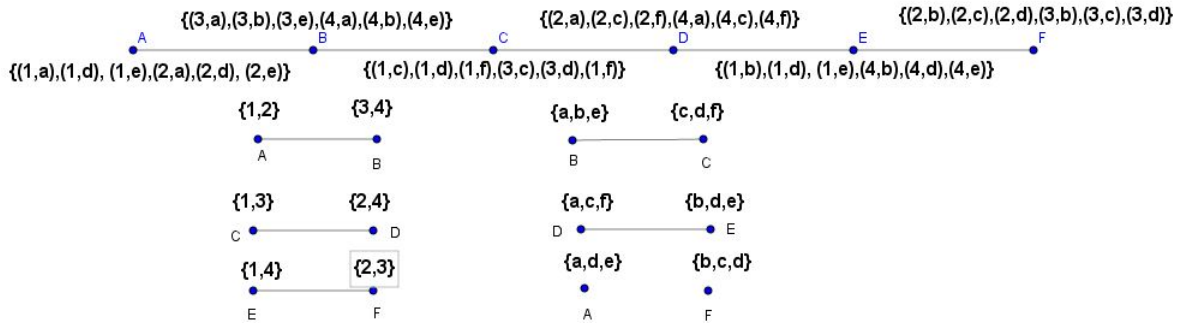 {(3,a),(3,b),(3,e),(4,a),(4,b),(4,e)} {(2,a)(2,c),(2,f),(4,a),(4,c),(4,f)} {(2,b),(2,c),(2,d),(3,b),(3,c),(3,d)}
A B C D E F
{(1,a),(1,d), (1,e),(2,a),(2,d), (2,e)} {(1,c),(1,d),(1,f),(3,c),(3,d),(1,f)} {(1,b),(1,d), (1,e),(4,b),(4,d),(4,e)}
{1,2} {3,4} {a,b,e} {c,d,f}
A B B C
{1,3} {2,4} {a,c,f} {b,d,e}
C D D E
{1,4} {2,3} {a,d,e} {b,c,d}
E F A F